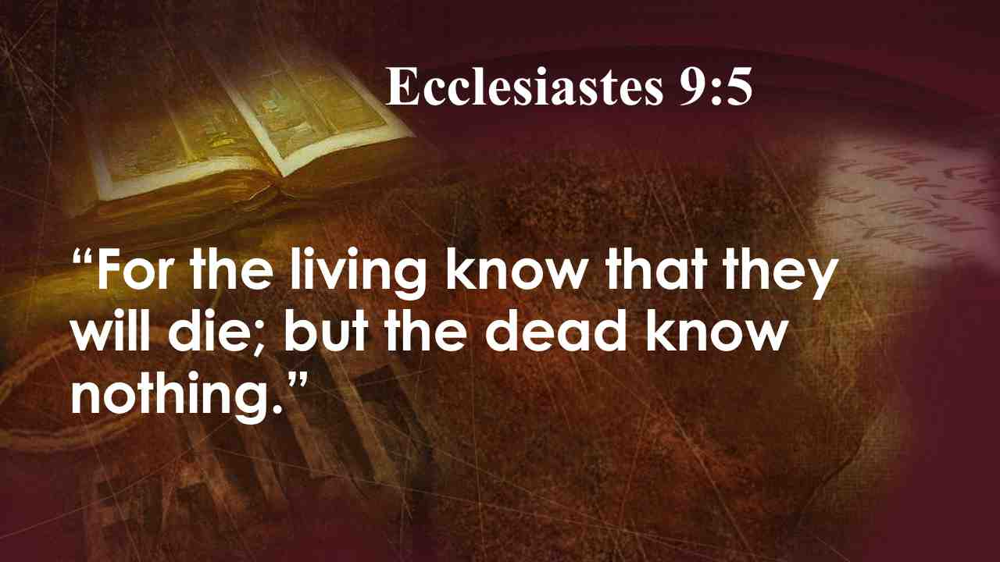 Ecclesiastes 9:5
“For the living know that they
will die; but the dead know
nothing.”